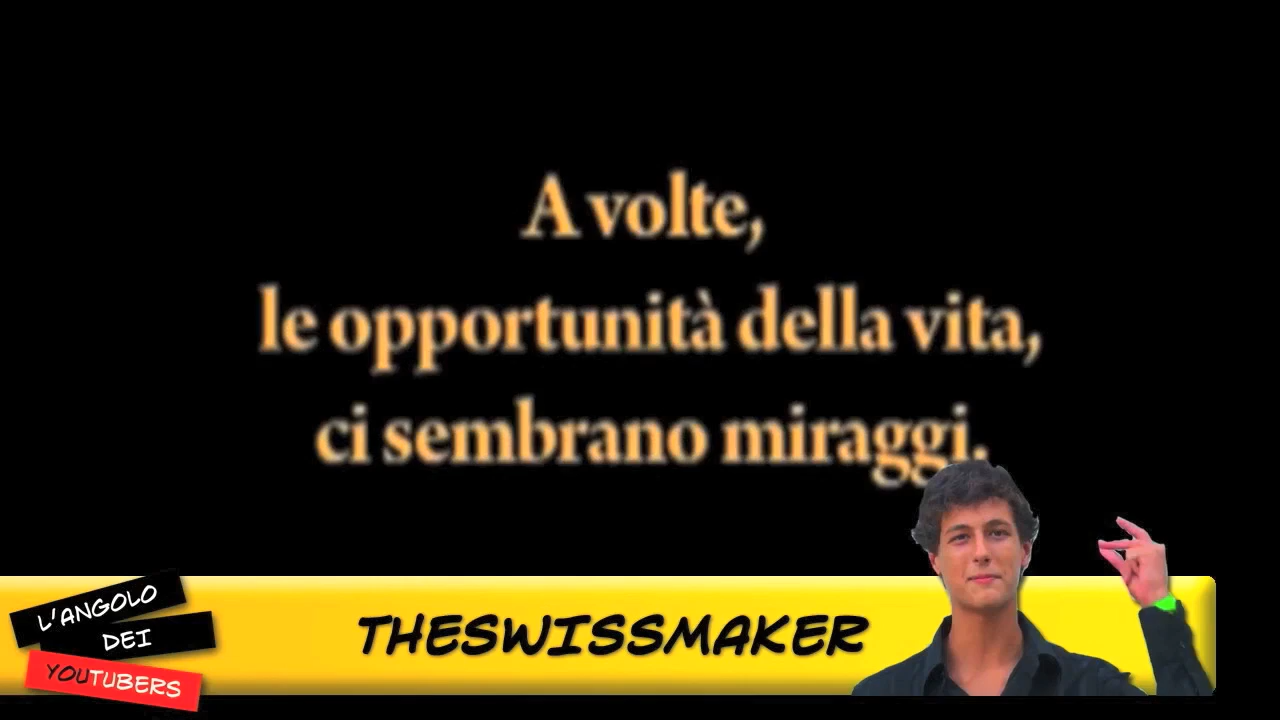 A volte,
le opportunità della vita,
ci sembrano miraggi.
L'ANGOLO
DEI
YOUTUBERS
THESWISSMAKER